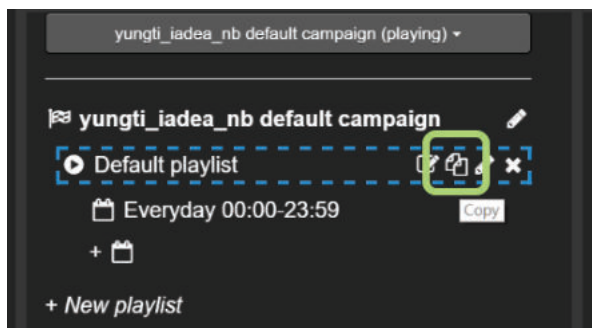 yungti_iadea_nb default campaign (playing)
yungti_iadea_nb default campaign
Default playlist
Everyday 00:00-23:59
Copy
+
+ New playlist